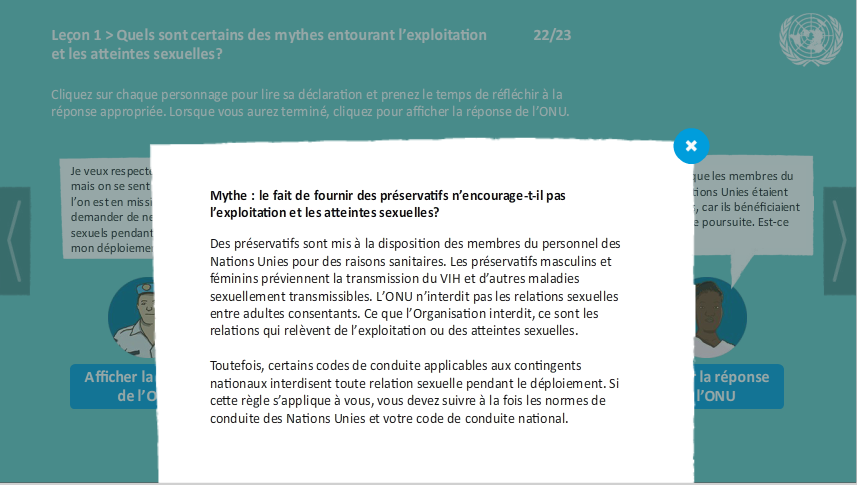 Leçon 1 > Quels sont certains des mythes entourant l'exploitation
et les atteintes sexuelles?
22/23
Cliquez sur chaque personnage pour lire sa déclaration et prenez le temps de réfléchir à la
réponse appropriée. Lorsque vous aurez terminé, cliquez pour afficher la réponse de l'ONU.
Je veux
mais on se sent
l'on est en
demander de
sexuels pendant
mon
que les membres du
étaient
, car ils bénéficiaient
poursuite. Est-ce
Afficher
de
la réponse
l'ONU
Mythe : le fait de fournir des préservatifs n'encourage-t-il pas
l'exploitation et les atteintes sexuelles?
Des préservatifs sont mis à la disposition des membres du personnel des
Nations Unies pour des raisons sanitaires. Les préservatifs masculins et
féminins préviennent la transmission du VIH et d'autres maladies
sexuellement transmissibles. L'ONU n'interdit pas les relations sexuelles
entre adultes consentants. Ce que l'Organisation interdit, ce sont les
relations qui relèvent de l'exploitation ou des atteintes sexuelles.
Toutefois, certains codes de conduite applicables aux contingents
nationaux interdisent toute relation sexuelle pendant le déploiement. Si
cette règle s'applique à vous, vous devez suivre à la fois les normes de
conduite des Nations Unies et votre code de conduite national.